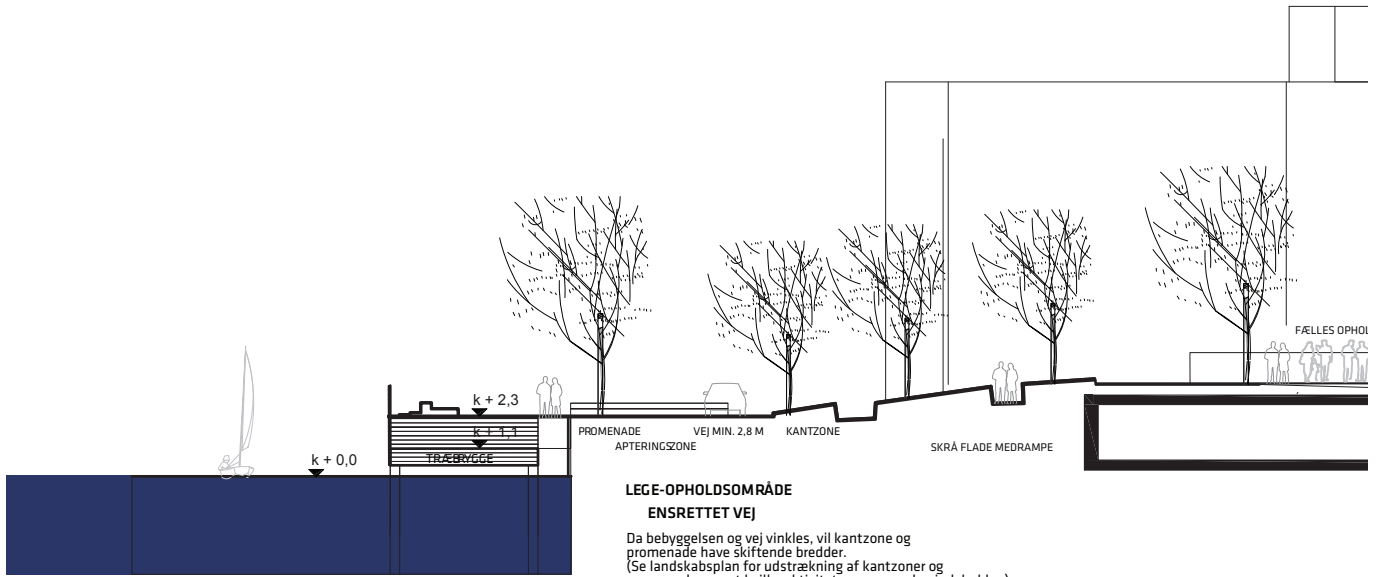 FÆLLES OPHOL
k + 2,3
k + 1,1
PROMENADE
VEJ MIN. 2,8 M
KANTZONE
APTERINGSZONE
SKRÅ FLADE MEDRAMPE
TRÆBRYGGE
k + 0,0
LEGE-OPHOLDSOMRÅDE
ENSRETTET VEJ
Da bebyggelsen og vej vinkles, vil kantzone og
promenade have skiftende bredder.
(Se landskabsplan for udstrækning af kantzoner og